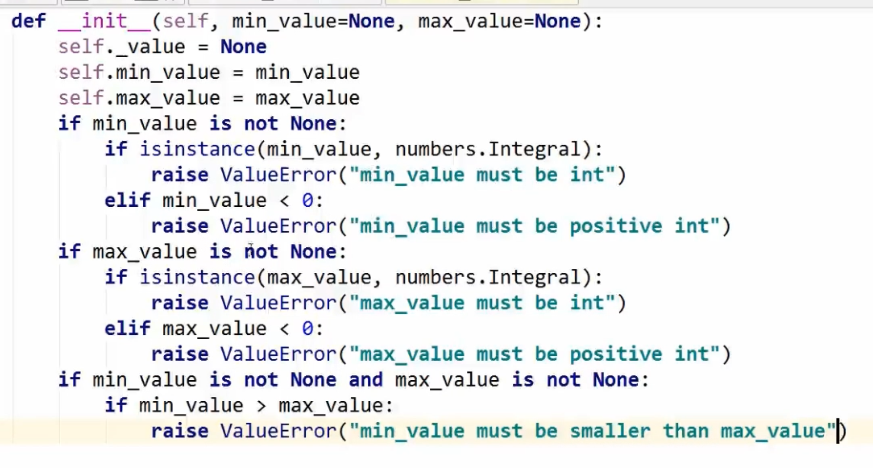 def __init__(self, min_value=None, max_value=None):
    self._value = None
    self.min_value = min_value
    self.max_value = max_value
    if min_value is not None:
        if isinstance(min_value, numbers.Integral):
            raise ValueError("min_value must be int")
        elif min_value < 0:
            raise ValueError("min_value must be positive int")
    if max_value is not None:
        if isinstance(max_value, numbers.Integral):
            raise ValueError("max_value must be int")
        elif max_value < 0:
            raise ValueError("max_value must be positive int")
    if min_value is not None and max_value is not None:
        if min_value > max_value:
            raise ValueError("min_value must be smaller than max_value")